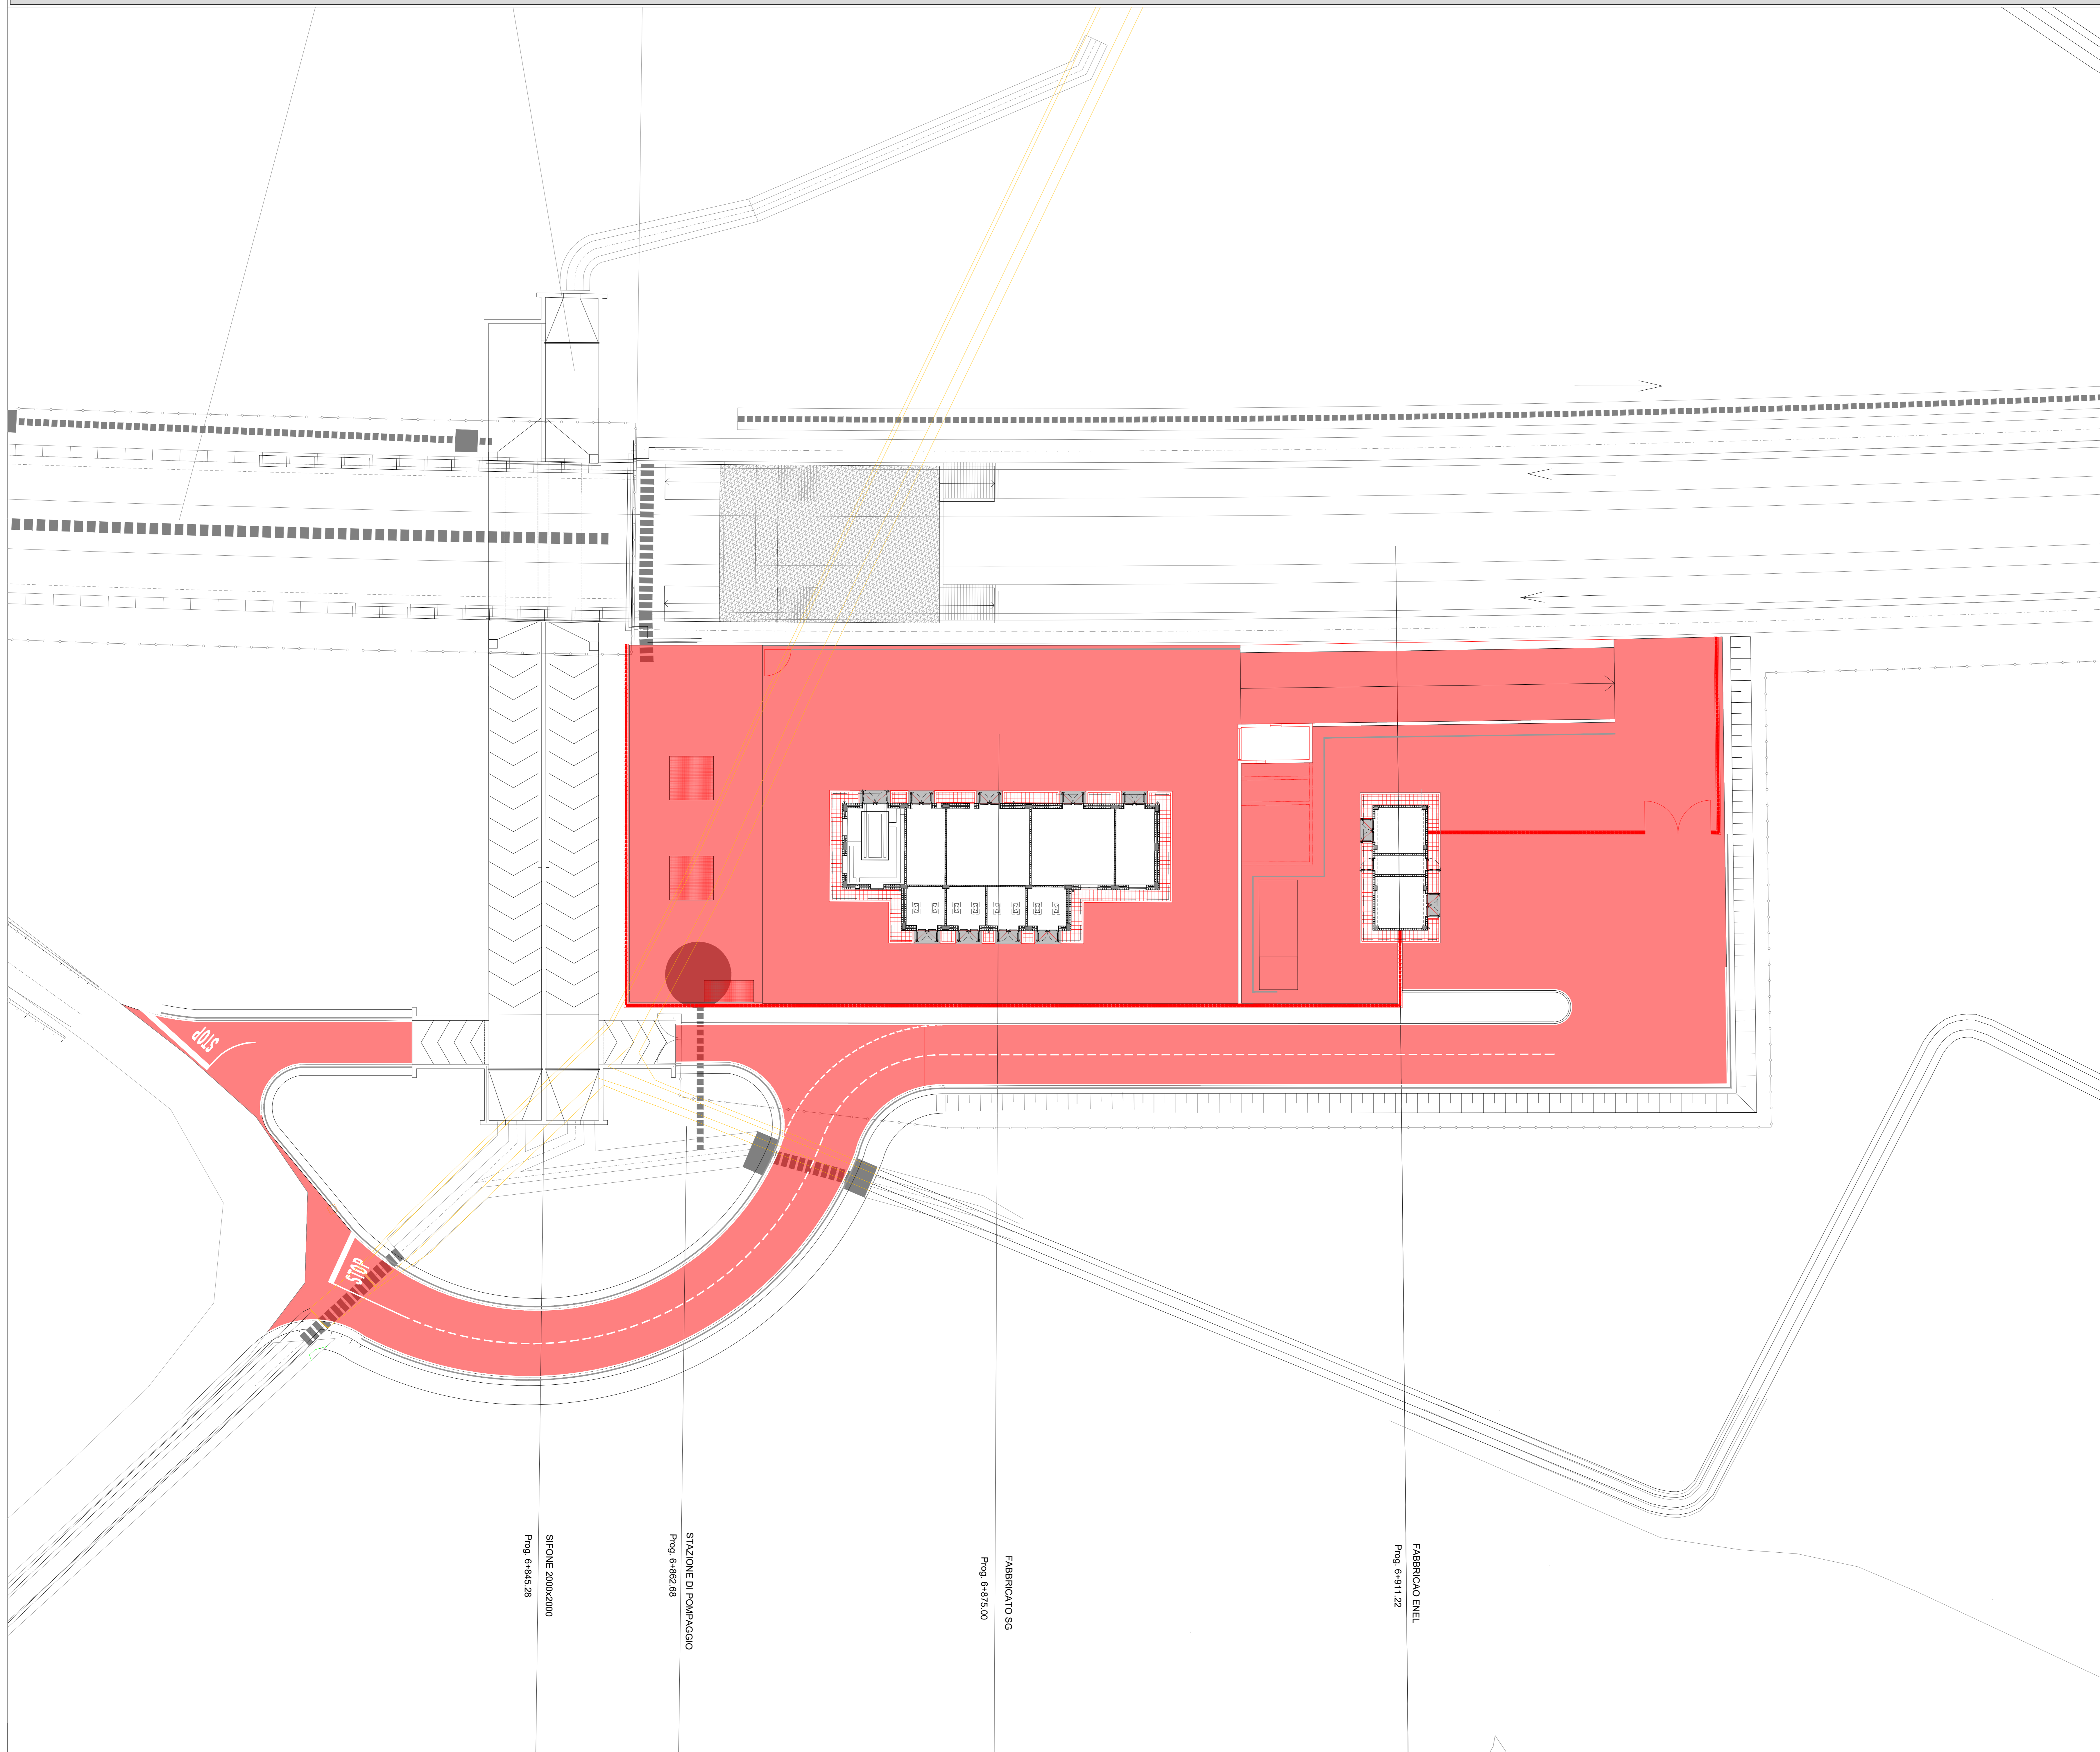 STOP
STOP
SIFONE 2000x2000
Prog. 6+845.28
STAZIONE DI POMPAGGIO
Prog. 6+862.68
FABBRICATO SG
Prog. 6+875.00
FABBRICAO ENEL
Prog. 6+911.22